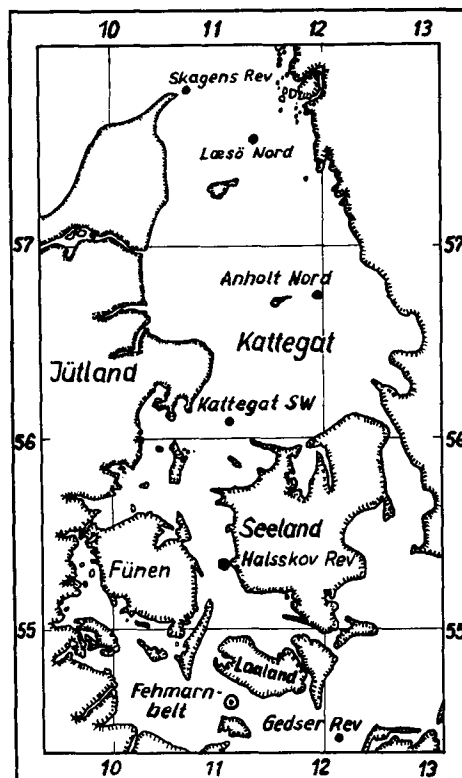 10 11 12 13
Skagens Rev
Læsö Nord
57 57
Anholt Nord
Kattegat
Jütland
Kattegat SW
56 56
Seeland
Halsskov Rev
Fünen
55 55
Laaland
Fehmarn-
belt
Gedser Rev
10 11 12 13